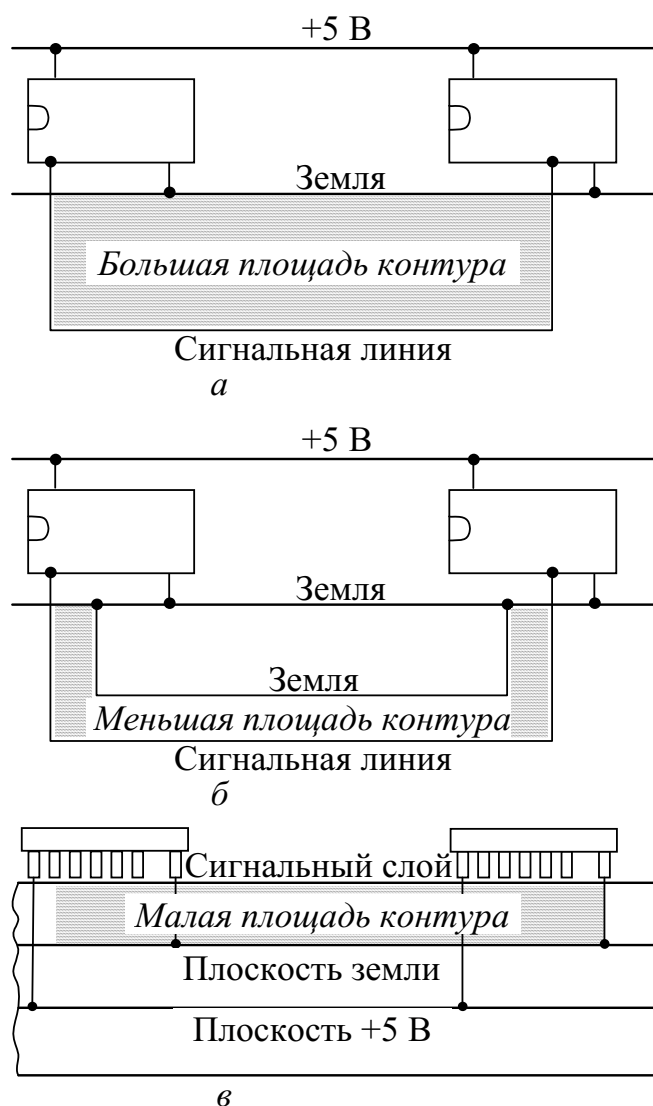 +5 В
Земля
Большая площадь контура
Сигнальная линия
а
+5 В
Земля
Земля
Меньшая площадь контура
Сигнальная линия
б
Сигнальный слой
Малая площадь контура
Плоскость земли
Плоскость +5 В
в